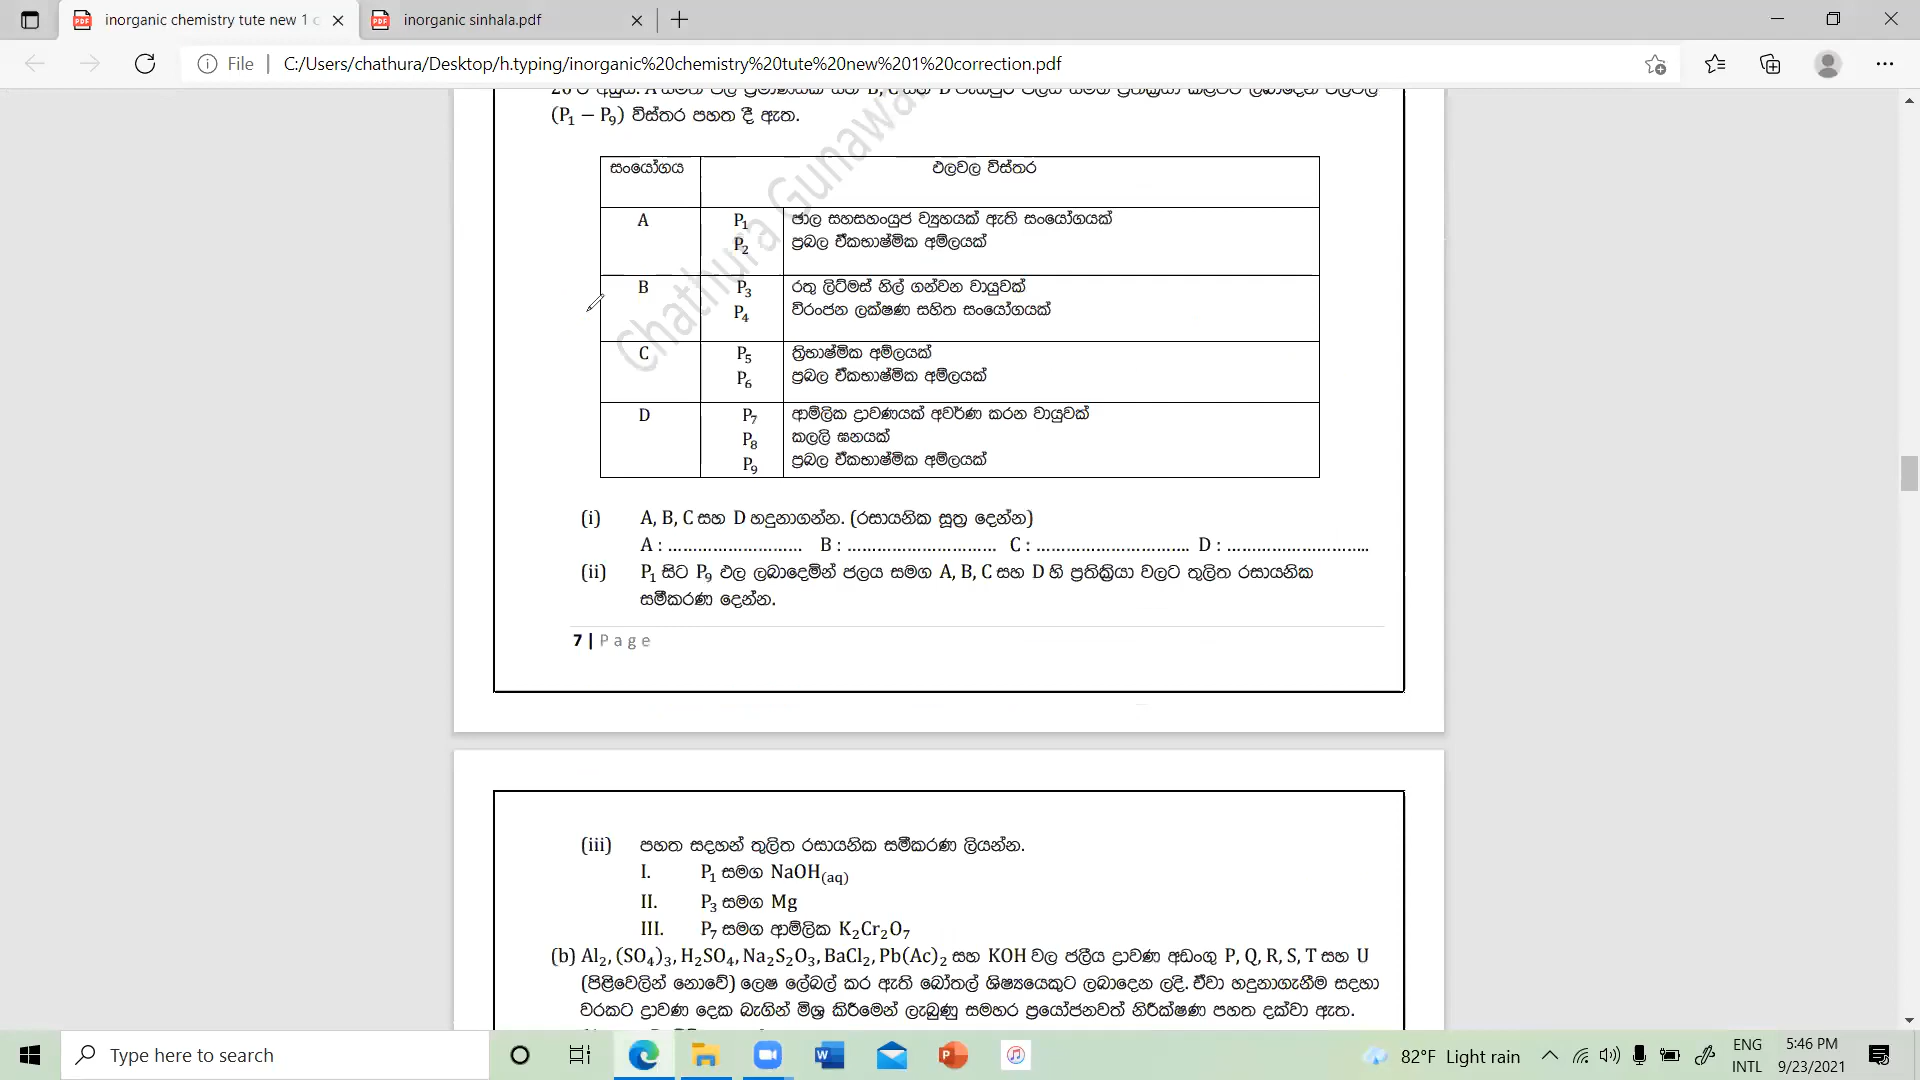 inorganic chemistry tute new 1 c
inorganic sinhala.pdf
File
C:/Users/chathura/Desktop/h.typing/inorganic%20chemistry%20tute%20new%201%20correction.pdf
(P₁ − P₉) විස්තර පහත දී ඇත.
සංයෝගය ඵලවල විස්තර
A P₁ ඡාල සහසහංයුජ ව්‍යුහයක් ඇති සංයෝගයක්
P₂ ප්‍රබල ඒකභාෂ්මික අම්ලයක්
B P₃ රතු ලිට්මස් නිල් ගන්වන වායුවක්
P₄ විරංජන ලක්ෂණ සහිත සංයෝගයක්
C P₅ ත්‍රිභාෂ්මික අම්ලයක්
P₆ ප්‍රබල ඒකභාෂ්මික අම්ලයක්
D P₇ ආම්ලික ද්‍රාවණයක් අවර්ණ කරන වායුවක්
P₈ කලලි ඝනයක්
P₉ ප්‍රබල ඒකභාෂ්මික අම්ලයක්
Chathura Gunawar
(i) A, B, C සහ D හදුනාගන්න. (රසායනික සූත්‍ර දෙන්න)
A : ............................ B : ............................ C : ............................ D : ............................
(ii) P₁ සිට P₉ ඵල ලබාදෙමින් ජලය සමග A, B, C සහ D හි ප්‍රතික්‍රියා වලට තුලිත රසායනික
සමීකරණ දෙන්න.
7 | Page
(iii) පහත සදහන් තුලිත රසායනික සමීකරණ ලියන්න.
I. P₁ සමග NaOH₍aq₎
II. P₃ සමග Mg
III. P₇ සමග ආම්ලික K₂Cr₂O₇
(b) Al₂, (SO₄)₃, H₂SO₄, Na₂S₂O₃, BaCl₂, Pb(Ac)₂ සහ KOH වල ජලීය ද්‍රාවණ අඩංගු P, Q, R, S, T සහ U
(පිළිවෙලින් නොවේ) ලෙෂ ලේබල් කර ඇති බෝතල් ශිෂ්‍යයෙකුට ලබාදෙන ලදි. ඒවා හඳුනාගැනීම සදහා
වරකට ද්‍රාවණ දෙක බැගින් මිශ්‍ර කිරීමෙන් ලැබුණු සමහර ප්‍රයෝජනවත් නිරීක්ෂණ පහත දක්වා ඇත.
Type here to search
82°F Light rain
ENG
INTL
5:46 PM
9/23/2021